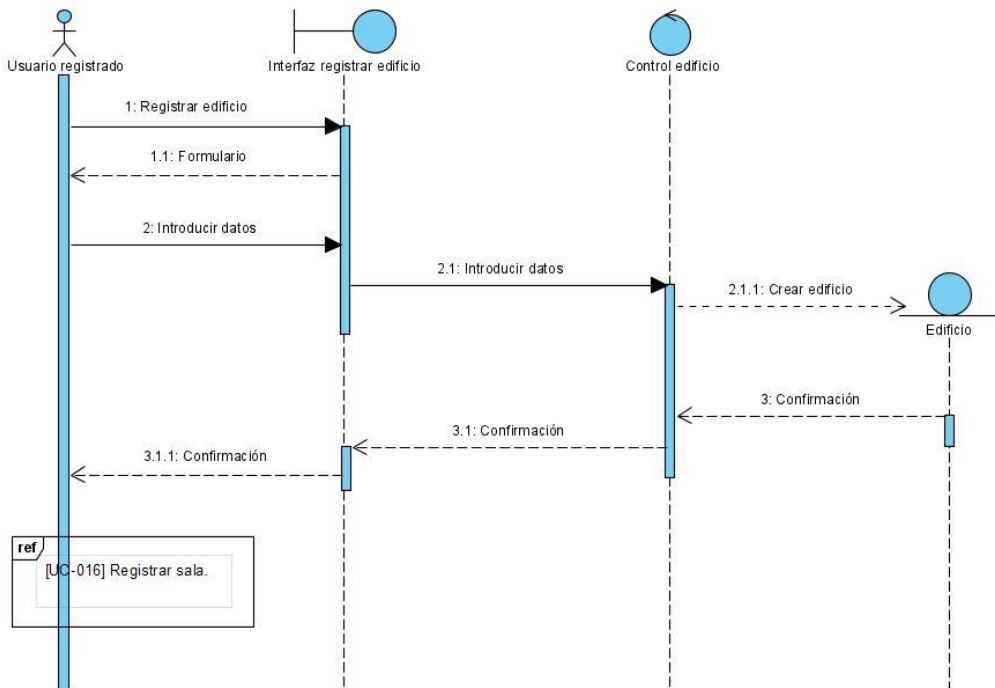 Usuario registrado
Interfaz registrar edificio
Control edificio
1: Registrar edificio
1.1: Formulario
2: Introducir datos
2.1: Introducir datos
2.1.1: Crear edificio
Edificio
3: Confirmación
3.1: Confirmación
3.1.1: Confirmación
ref
[UC-016] Registrar sala.